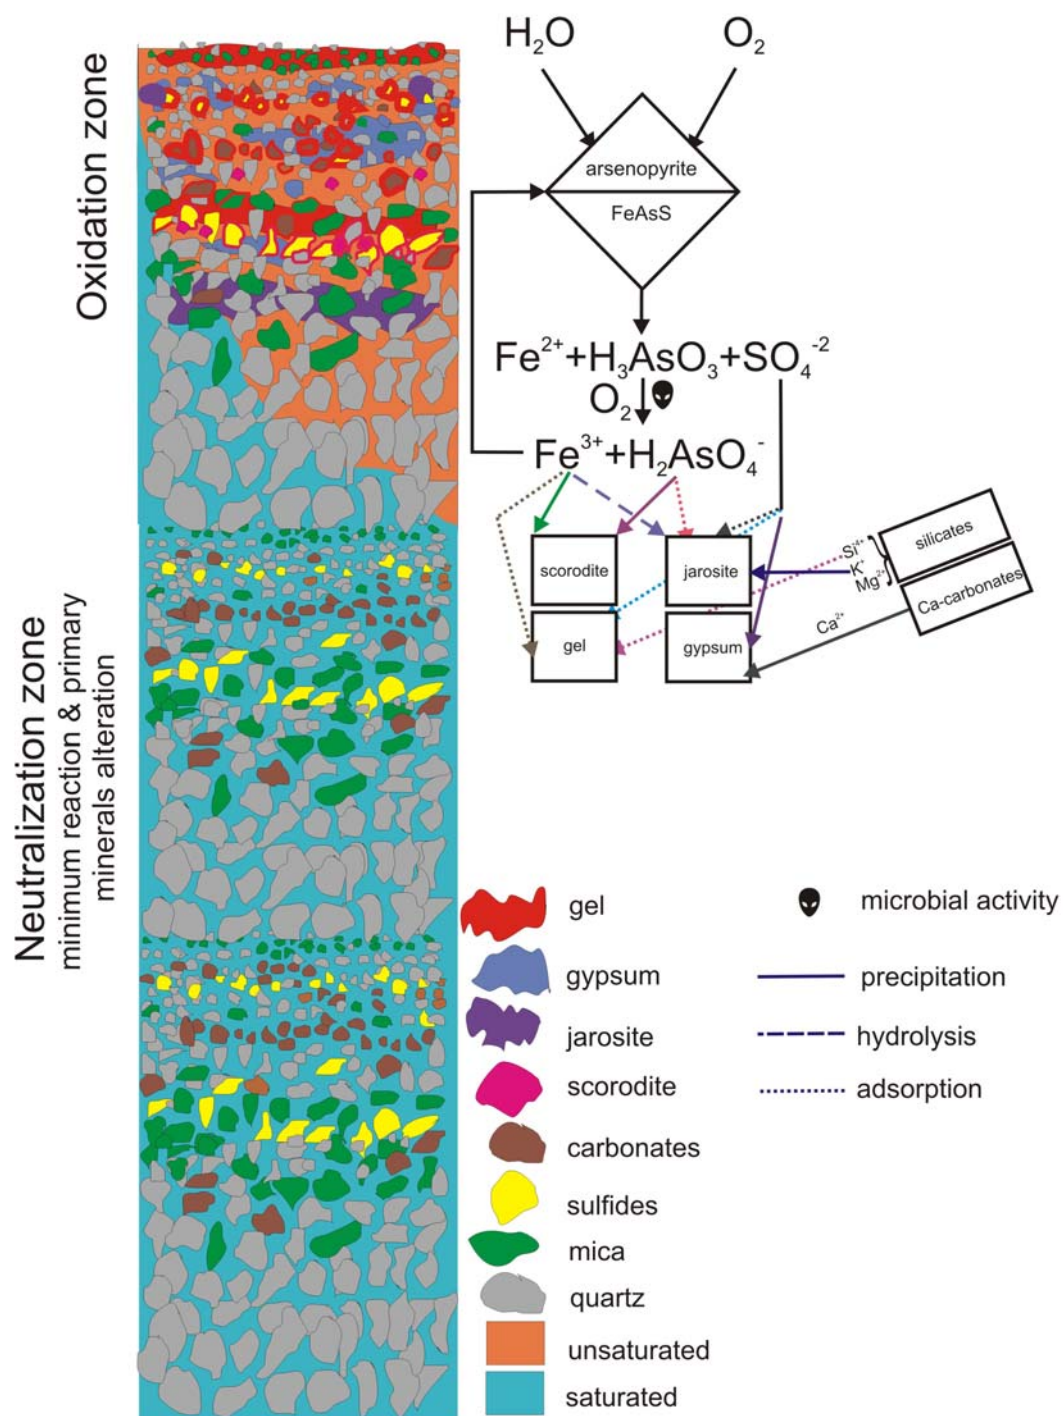 Oxidation zone
Neutralization zone
minimum reaction & primary
minerals alteration
H₂O
O₂
arsenopyrite
FeAsS
Fe²⁺+H₃AsO₃+SO₄⁻²
O₂
Fe³⁺+H₂AsO₄⁻
scorodite
jarosite
gel
gypsum
Si⁴⁺
K⁺
Mg²⁺
Ca²⁺
silicates
Ca-carbonates
gel
gypsum
jarosite
scorodite
carbonates
sulfides
mica
quartz
unsaturated
saturated
microbial activity
precipitation
hydrolysis
adsorption